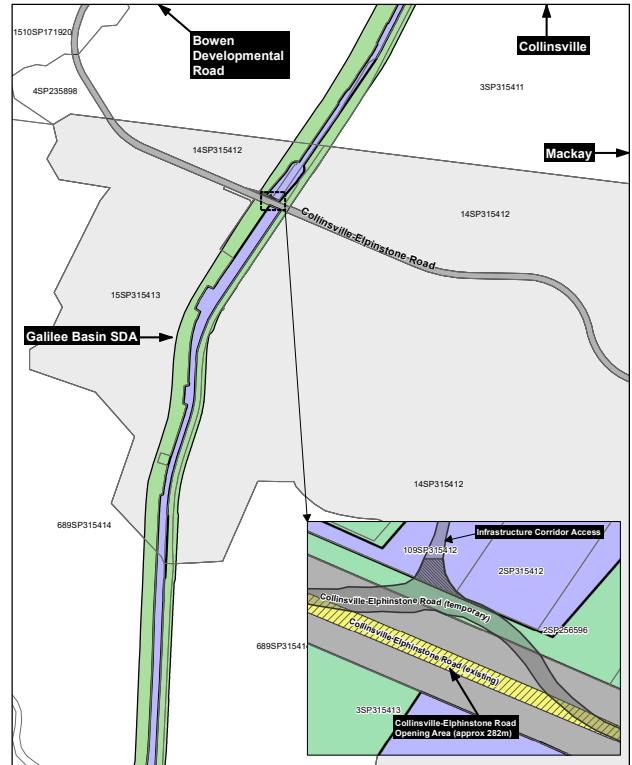 1510SP171920
Bowen
Developmental
Road
Collinsville
4SP235898
3SP315411
14SP315412
Mackay
14SP315412
Collinsville-Elpinstone Road
15SP315413
Galilee Basin SDA
14SP315412
689SP315414
Infrastructure Corridor Access
109SP315412
2SP315412
Collinsville-Elphinstone Road (temporary)
2SP256596
Collinsville-Elphinstone Road (existing)
689SP315414
3SP315413
Collinsville-Elphinstone Road
Opening Area (approx 282m)